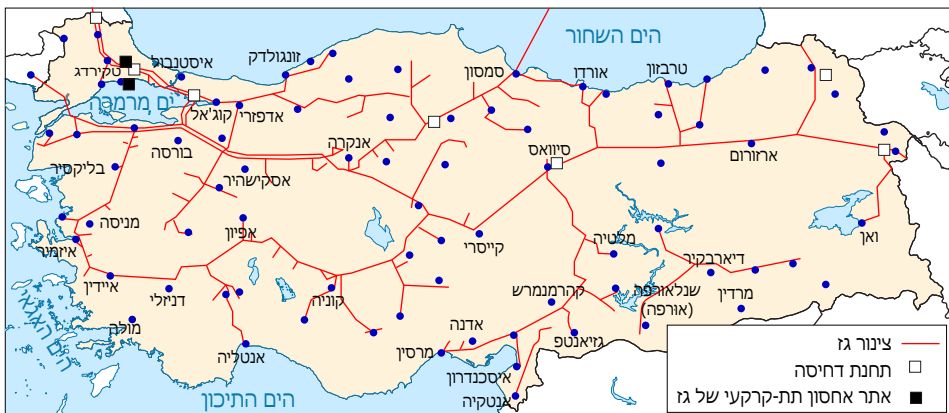 הים השחור
זונגולדק
איסטנבול
סמסון
טקירדג
אורדו
טרבזון
ים מרמרה
קוג'אלי
אדפזרי
אנקרה
סיוואס
בורסה
ארזורום
בליקסיר
אסקישהיר
מניסה
אפיון
קייסרי
מלטיה
ואן
איזמיר
דיארבקיר
איידין
דניזלי
קוניה
קהרמנמרש
שנלאורפה
(אורפה)
מרדין
מולה
הים האגאי
אנטליה
אדנה
מרסין
גזיאנטפ
איסכנדרון
אנטקיה
הים התיכון
צינור גז
תחנת דחיסה
אתר אחסון תת-קרקעי של גז